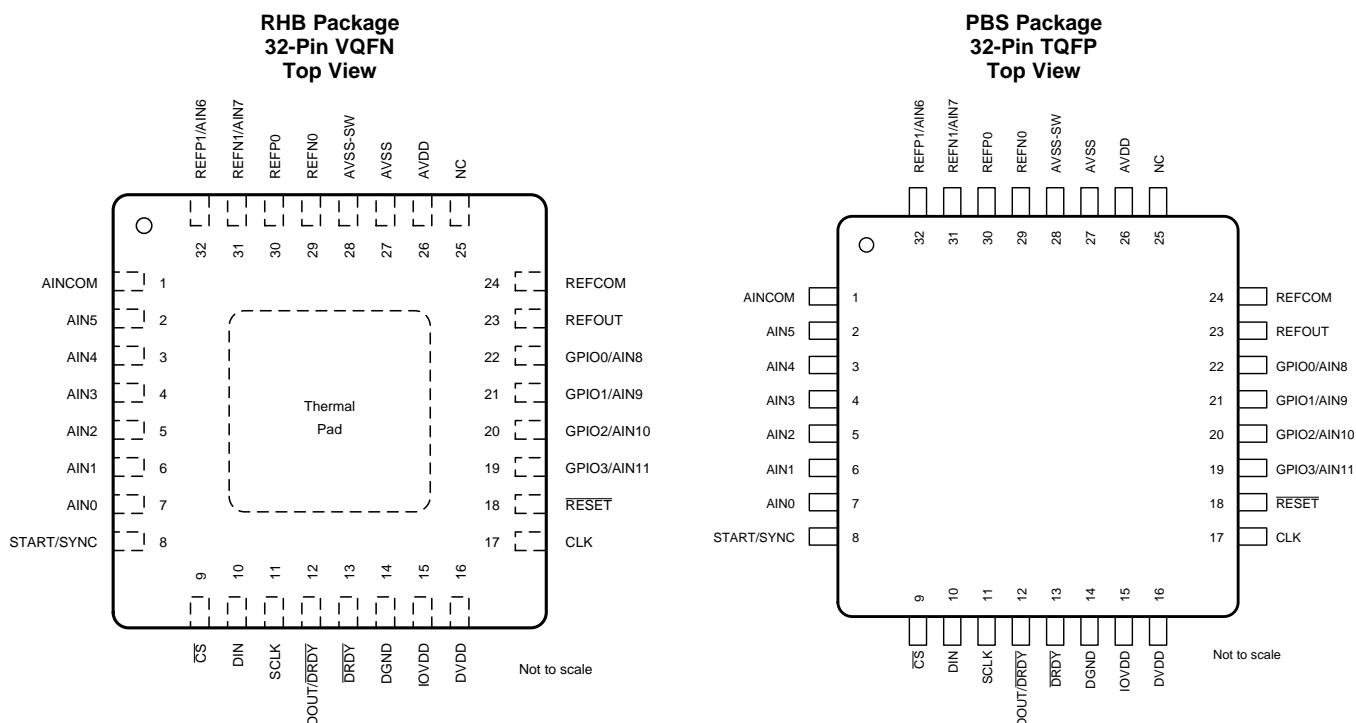 RHB Package
32-Pin VQFN
Top View
REFP1/AIN6
REFN1/AIN7
REFP0
REFN0
AVSS-SW
AVSS
AVDD
NC
32
31
30
29
28
27
26
25
AINCOM 1
AIN5 2
AIN4 3
AIN3 4
AIN2 5
AIN1 6
AIN0 7
START/SYNC 8
Thermal
Pad
24 REFCOM
23 REFOUT
22 GPIO0/AIN8
21 GPIO1/AIN9
20 GPIO2/AIN10
19 GPIO3/AIN11
18 RESET
17 CLK
9
10
11
12
13
14
15
16
CS
DIN
SCLK
DOUT/DRDY
DRDY
DGND
IOVDD
DVDD
Not to scale
PBS Package
32-Pin TQFP
Top View
REFP1/AIN6
REFN1/AIN7
REFP0
REFN0
AVSS-SW
AVSS
AVDD
NC
32
31
30
29
28
27
26
25
AINCOM 1
AIN5 2
AIN4 3
AIN3 4
AIN2 5
AIN1 6
AIN0 7
START/SYNC 8
24 REFCOM
23 REFOUT
22 GPIO0/AIN8
21 GPIO1/AIN9
20 GPIO2/AIN10
19 GPIO3/AIN11
18 RESET
17 CLK
9
10
11
12
13
14
15
16
CS
DIN
SCLK
DOUT/DRDY
DRDY
DGND
IOVDD
DVDD
Not to scale